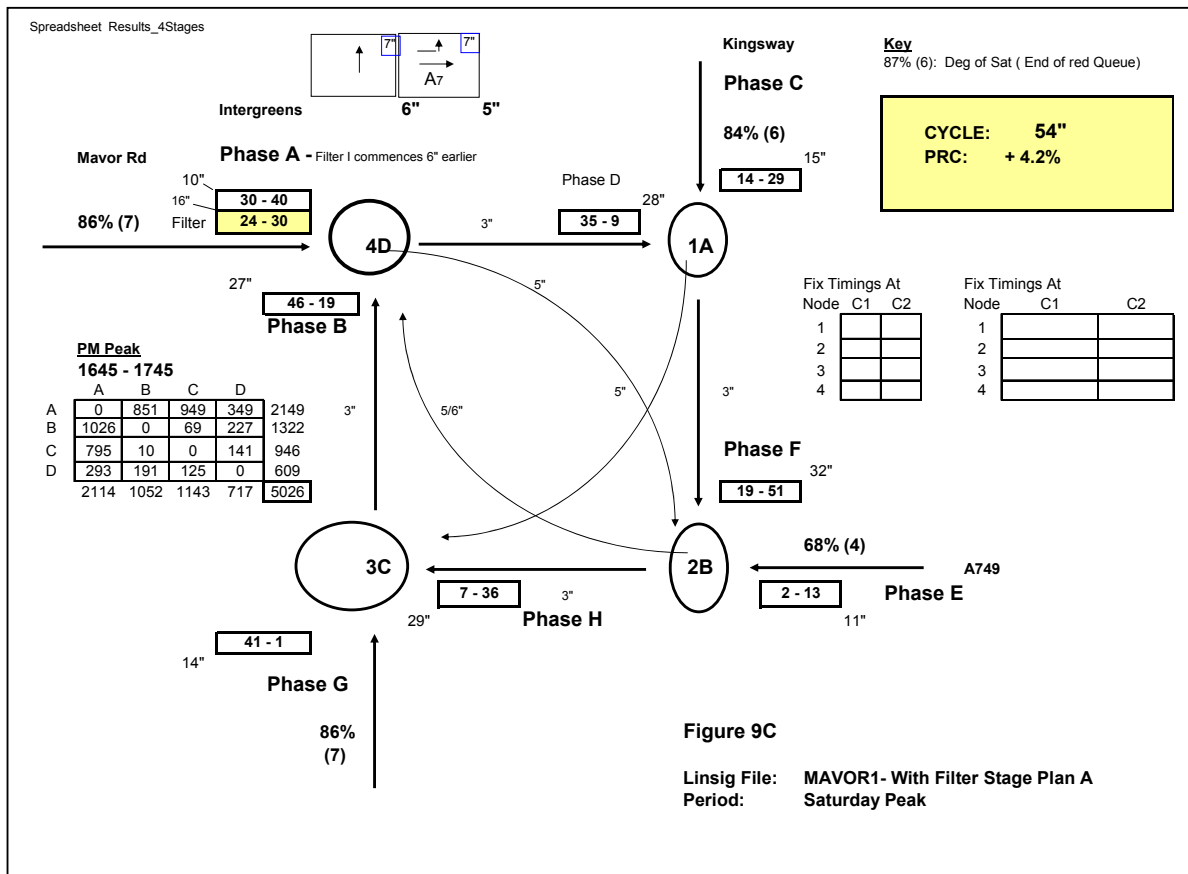 Spreadsheet Results_4Stages
7" 7"
A7
Intergreens 6" 5"
Kingsway
Phase C
84% (6)
15"
14 - 29
Key
87% (6): Deg of Sat ( End of red Queue)
CYCLE: 54"
PRC: + 4.2%
Mavor Rd
Phase A - Filter I commences 6" earlier
10"
30 - 40
16"
Filter 24 - 30
86% (7)
4D
3"
Phase D
28"
35 - 9
1A
27"
46 - 19
Phase B
5"
Fix Timings At
Node C1 C2
1
2
3
4
Fix Timings At
Node C1 C2
1
2
3
4
PM Peak
1645 - 1745
A B C D
A 0 851 949 349 2149
B 1026 0 69 227 1322
C 795 10 0 141 946
D 293 191 125 0 609
2114 1052 1143 717 5026
3"
5/6"
5"
3"
Phase F
32"
19 - 51
3C
2B
68% (4)
A749
Phase E
2 - 13
11"
7 - 36
3"
29"
Phase H
41 - 1
14"
Phase G
86%
(7)
Figure 9C
Linsig File: MAVOR1- With Filter Stage Plan A
Period: Saturday Peak